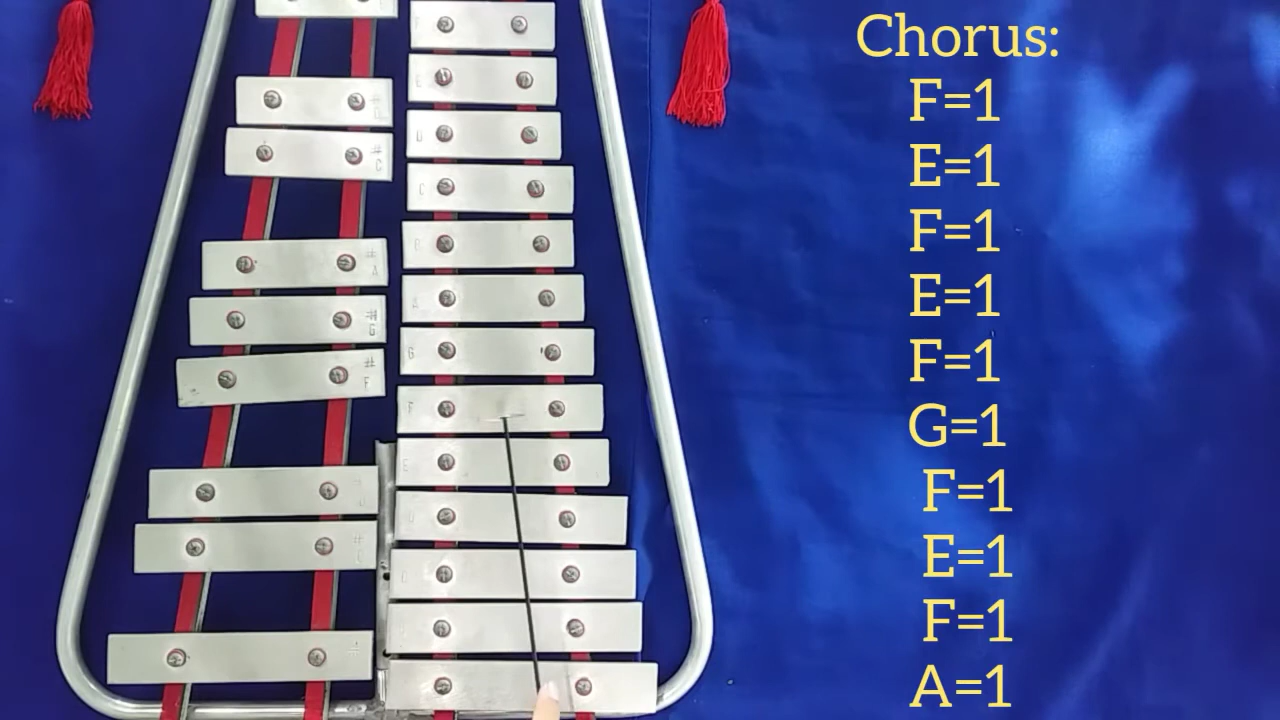 Chorus:
F=1
E=1
F=1
E=1
F=1
G=1
F=1
E=1
F=1
A=1
#
C
#
A
#
G
#
F
E
D
C
B
A
G
F
E